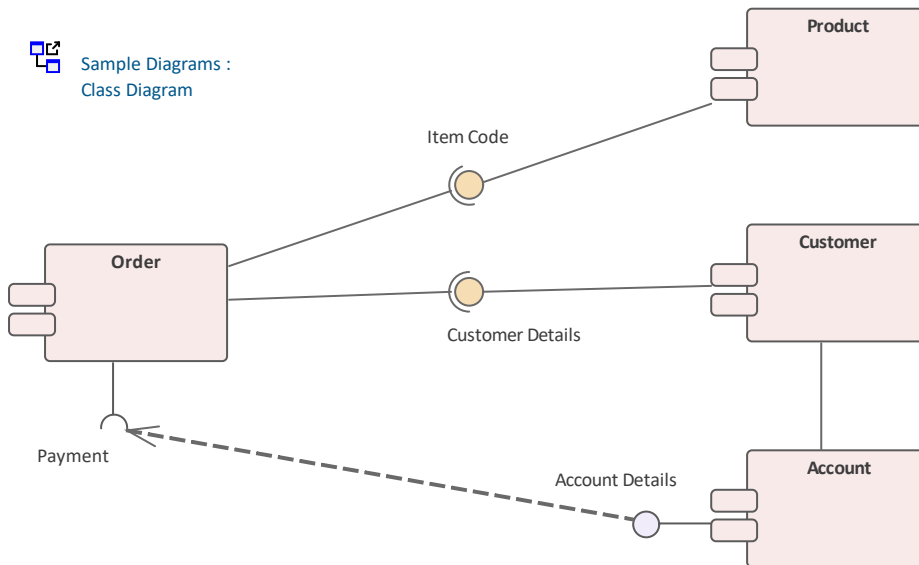 Product
Sample Diagrams :
Class Diagram
Item Code
Customer
Order
Customer Details
Payment
Account
Account Details